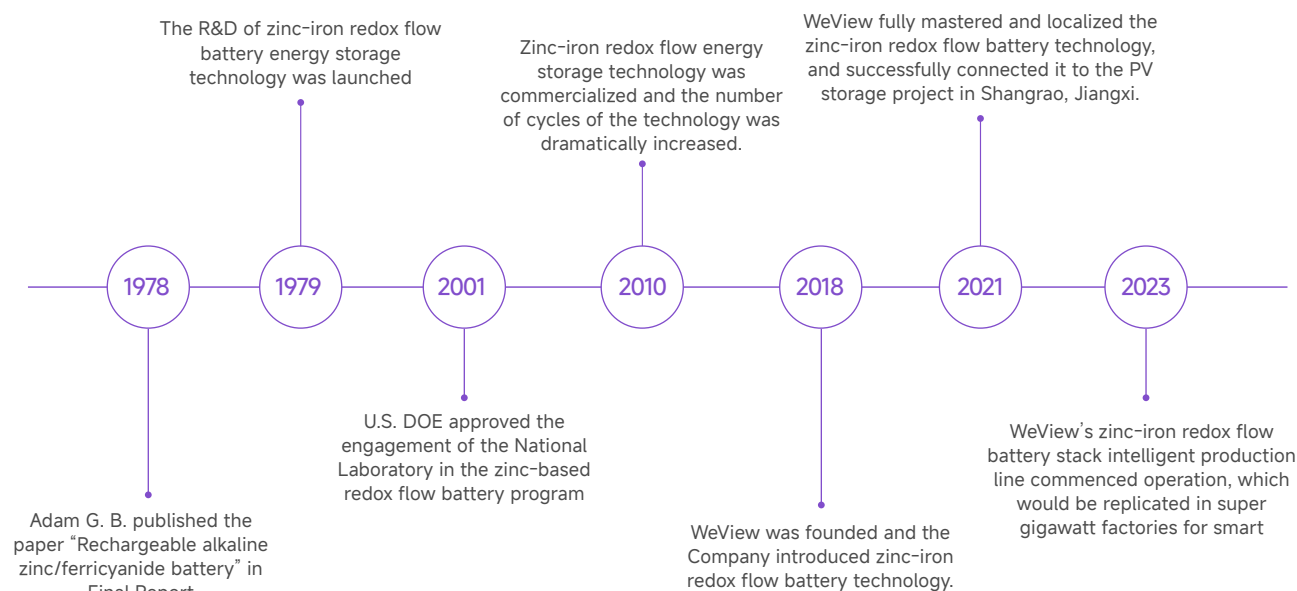 The R&D of zinc-iron redox flow
battery energy storage
technology was launched
Zinc-iron redox flow energy
storage technology was
commercialized and the number
of cycles of the technology was
dramatically increased.
WeView fully mastered and localized the
zinc-iron redox flow battery technology,
and successfully connected it to the PV
storage project in Shangrao, Jiangxi.
1978
1979
2001
2010
2018
2021
2023
Adam G. B. published the
paper “Rechargeable alkaline
zinc/ferricyanide battery” in
Final Report
U.S. DOE approved the
engagement of the National
Laboratory in the zinc-based
redox flow battery program
WeView was founded and the
Company introduced zinc-iron
redox flow battery technology.
WeView’s zinc-iron redox flow
battery stack intelligent production
line commenced operation, which
would be replicated in super
gigawatt factories for smart